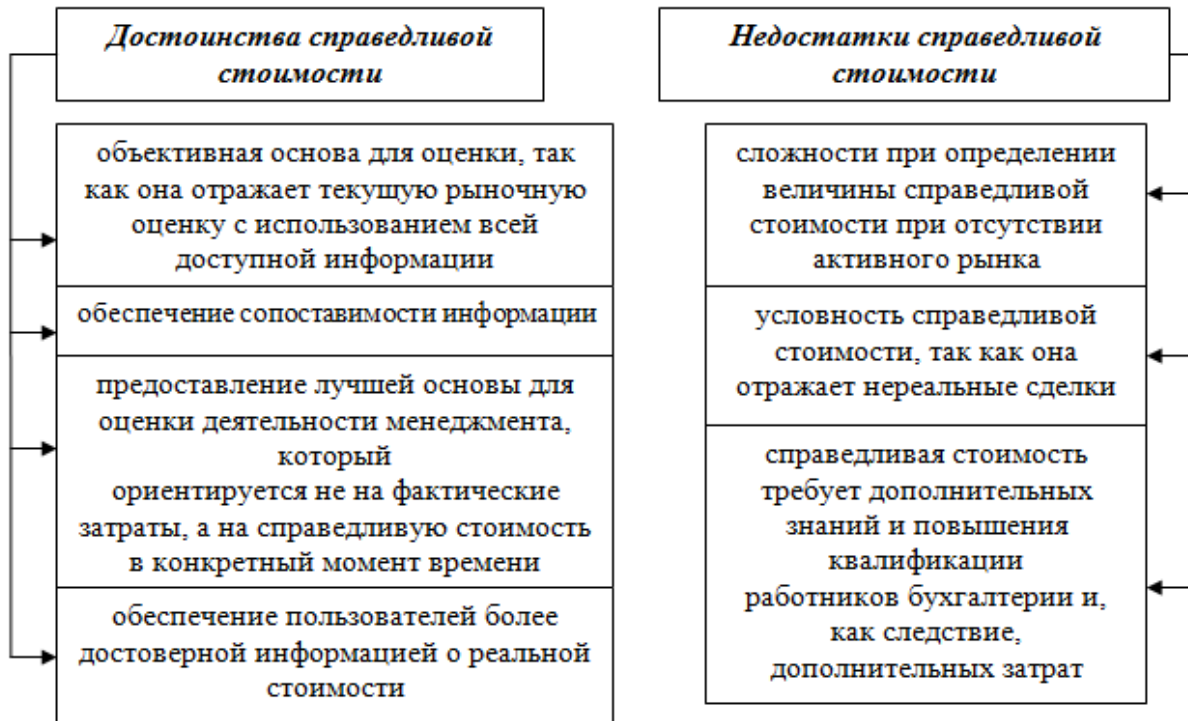 Достоинства справедливой
стоимости
объективная основа для оценки, так
как она отражает текущую рыночную
оценку с использованием всей
доступной информации
обеспечение сопоставимости информации
предоставление лучшей основы для
оценки деятельности менеджмента,
который
ориентируется не на фактические
затраты, а на справедливую стоимость
в конкретный момент времени
обеспечение пользователей более
достоверной информацией о реальной
стоимости
Недостатки справедливой
стоимости
сложности при определении
величины справедливой
стоимости при отсутствии
активного рынка
условность справедливой
стоимости, так как она
отражает нереальные сделки
справедливая стоимость
требует дополнительных
знаний и повышения
квалификации
работников бухгалтерии и,
как следствие,
дополнительных затрат